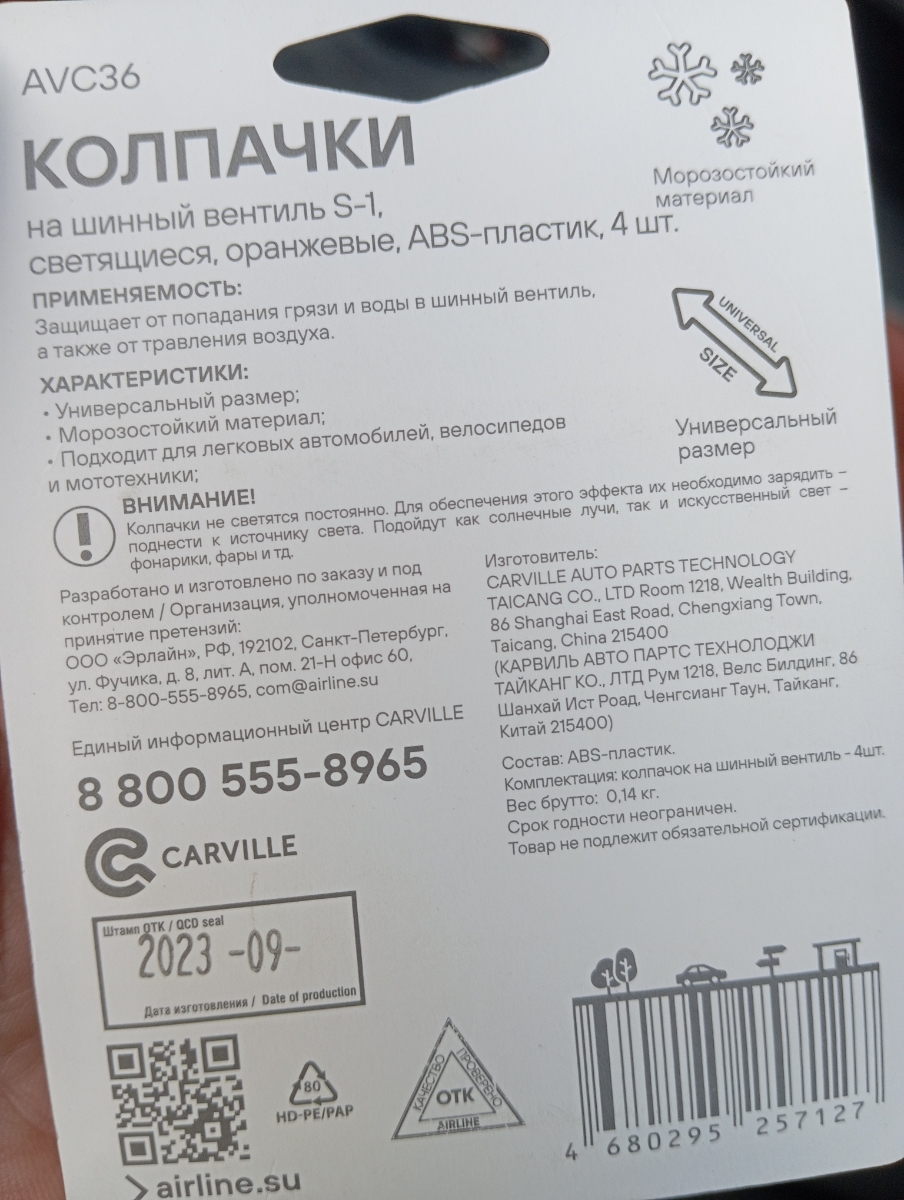 AVC36
КОЛПАЧКИ
на шинный вентиль S-1,
светящиеся, оранжевые, ABS-пластик, 4 шт.
Морозостойкий
материал
ПРИМЕНЯЕМОСТЬ:
Защищает от попадания грязи и воды в шинный вентиль,
а также от травления воздуха.
ХАРАКТЕРИСТИКИ:
• Универсальный размер;
• Морозостойкий материал;
• Подходит для легковых автомобилей, велосипедов
и мототехники;
UNIVERSAL
SIZE
Универсальный
размер
ВНИМАНИЕ!
Колпачки не светятся постоянно. Для обеспечения этого эффекта их необходимо зарядить –
поднести к источнику света. Подойдут как солнечные лучи, так и искусственный свет –
фонарики, фары и тд.
Разработано и изготовлено по заказу и под
контролем / Организация, уполномоченная на
принятие претензий:
ООО «Эрлайн», РФ, 192102, Санкт-Петербург,
ул. Фучика, д. 8, лит. А, пом. 21-Н офис 60,
Тел: 8-800-555-8965, com@airline.su
Единый информационный центр CARVILLE
8 800 555-8965
CARVILLE
Изготовитель:
CARVILLE AUTO PARTS TECHNOLOGY
TAICANG CO., LTD Room 1218, Wealth Building,
86 Shanghai East Road, Chengxiang Town,
Taicang, China 215400
(КАРВИЛЬ АВТО ПАРТС ТЕХНОЛОДЖИ
ТАЙКАНГ КО., ЛТД Рум 1218, Велс Билдинг, 86
Шанхай Ист Роад, Ченгсианг Таун, Тайканг,
Китай 215400)
Состав: ABS-пластик.
Комплектация: колпачок на шинный вентиль - 4шт.
Вес брутто: 0,14 кг.
Срок годности неограничен.
Товар не подлежит обязательной сертификации.
Штамп ОТК / QCD seal
2023 -09-
Дата изготовления / Date of production
80
HD-PE/PAP
КАЧЕСТВО
ПРОВЕРЕНО
ОТК
AIRLINE
4 680295 257127
airline.su